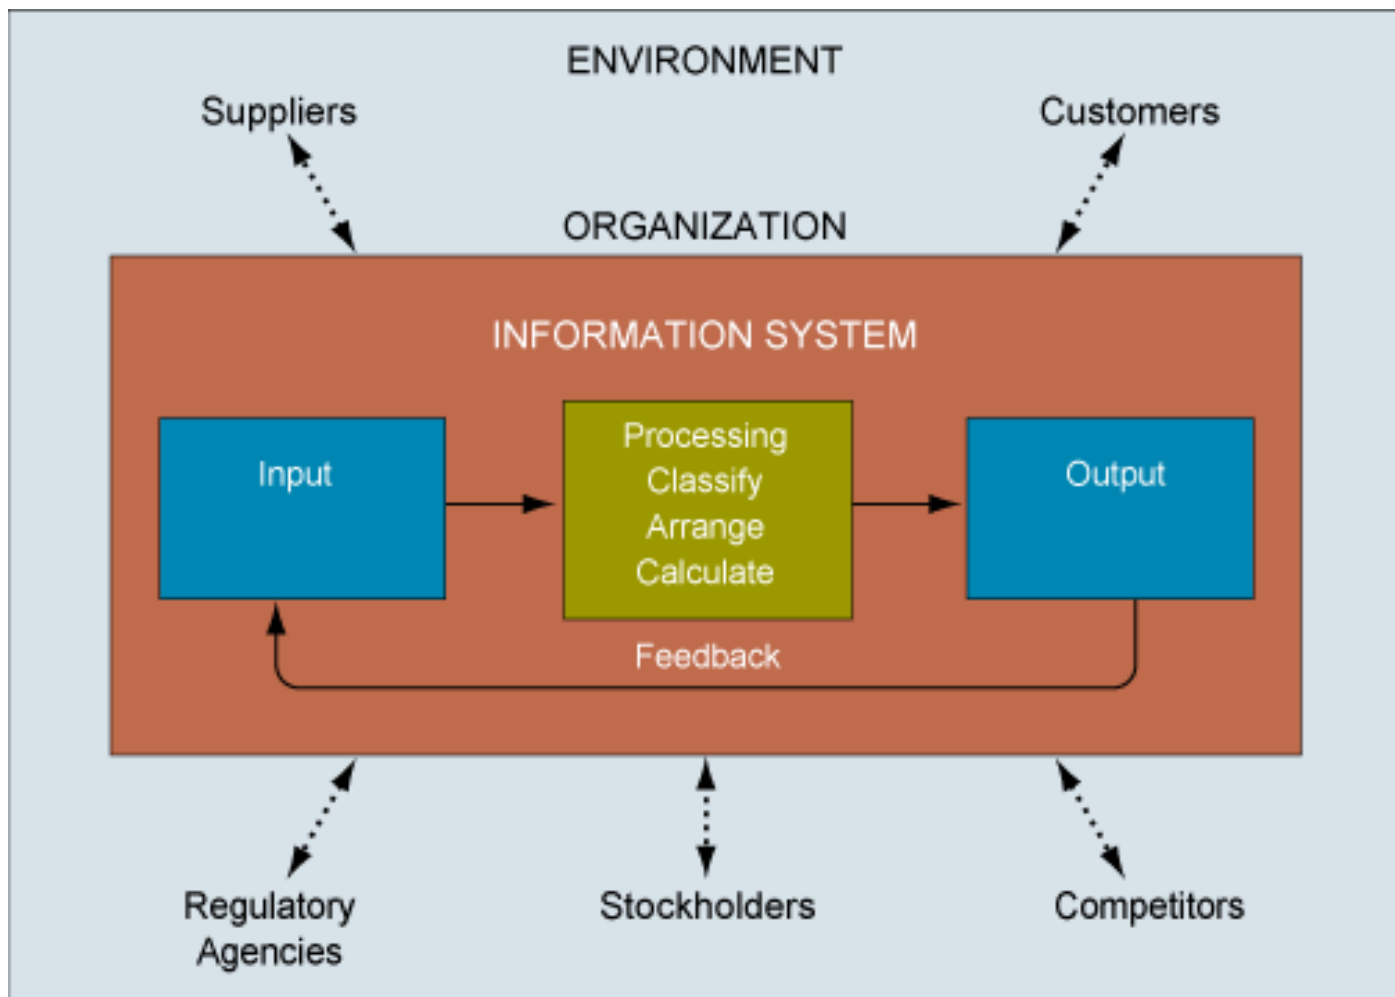 ENVIRONMENT
Suppliers
Customers
ORGANIZATION
INFORMATION SYSTEM
Input
Processing
Classify
Arrange
Calculate
Output
Feedback
Regulatory
Agencies
Stockholders
Competitors